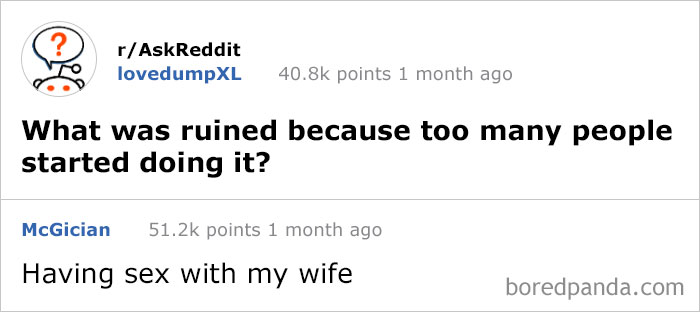 r/AskReddit
lovedumpXL 40.8k points 1 month ago
What was ruined because too many people
started doing it?
McGician 51.2k points 1 month ago
Having sex with my wife
boredpanda.com